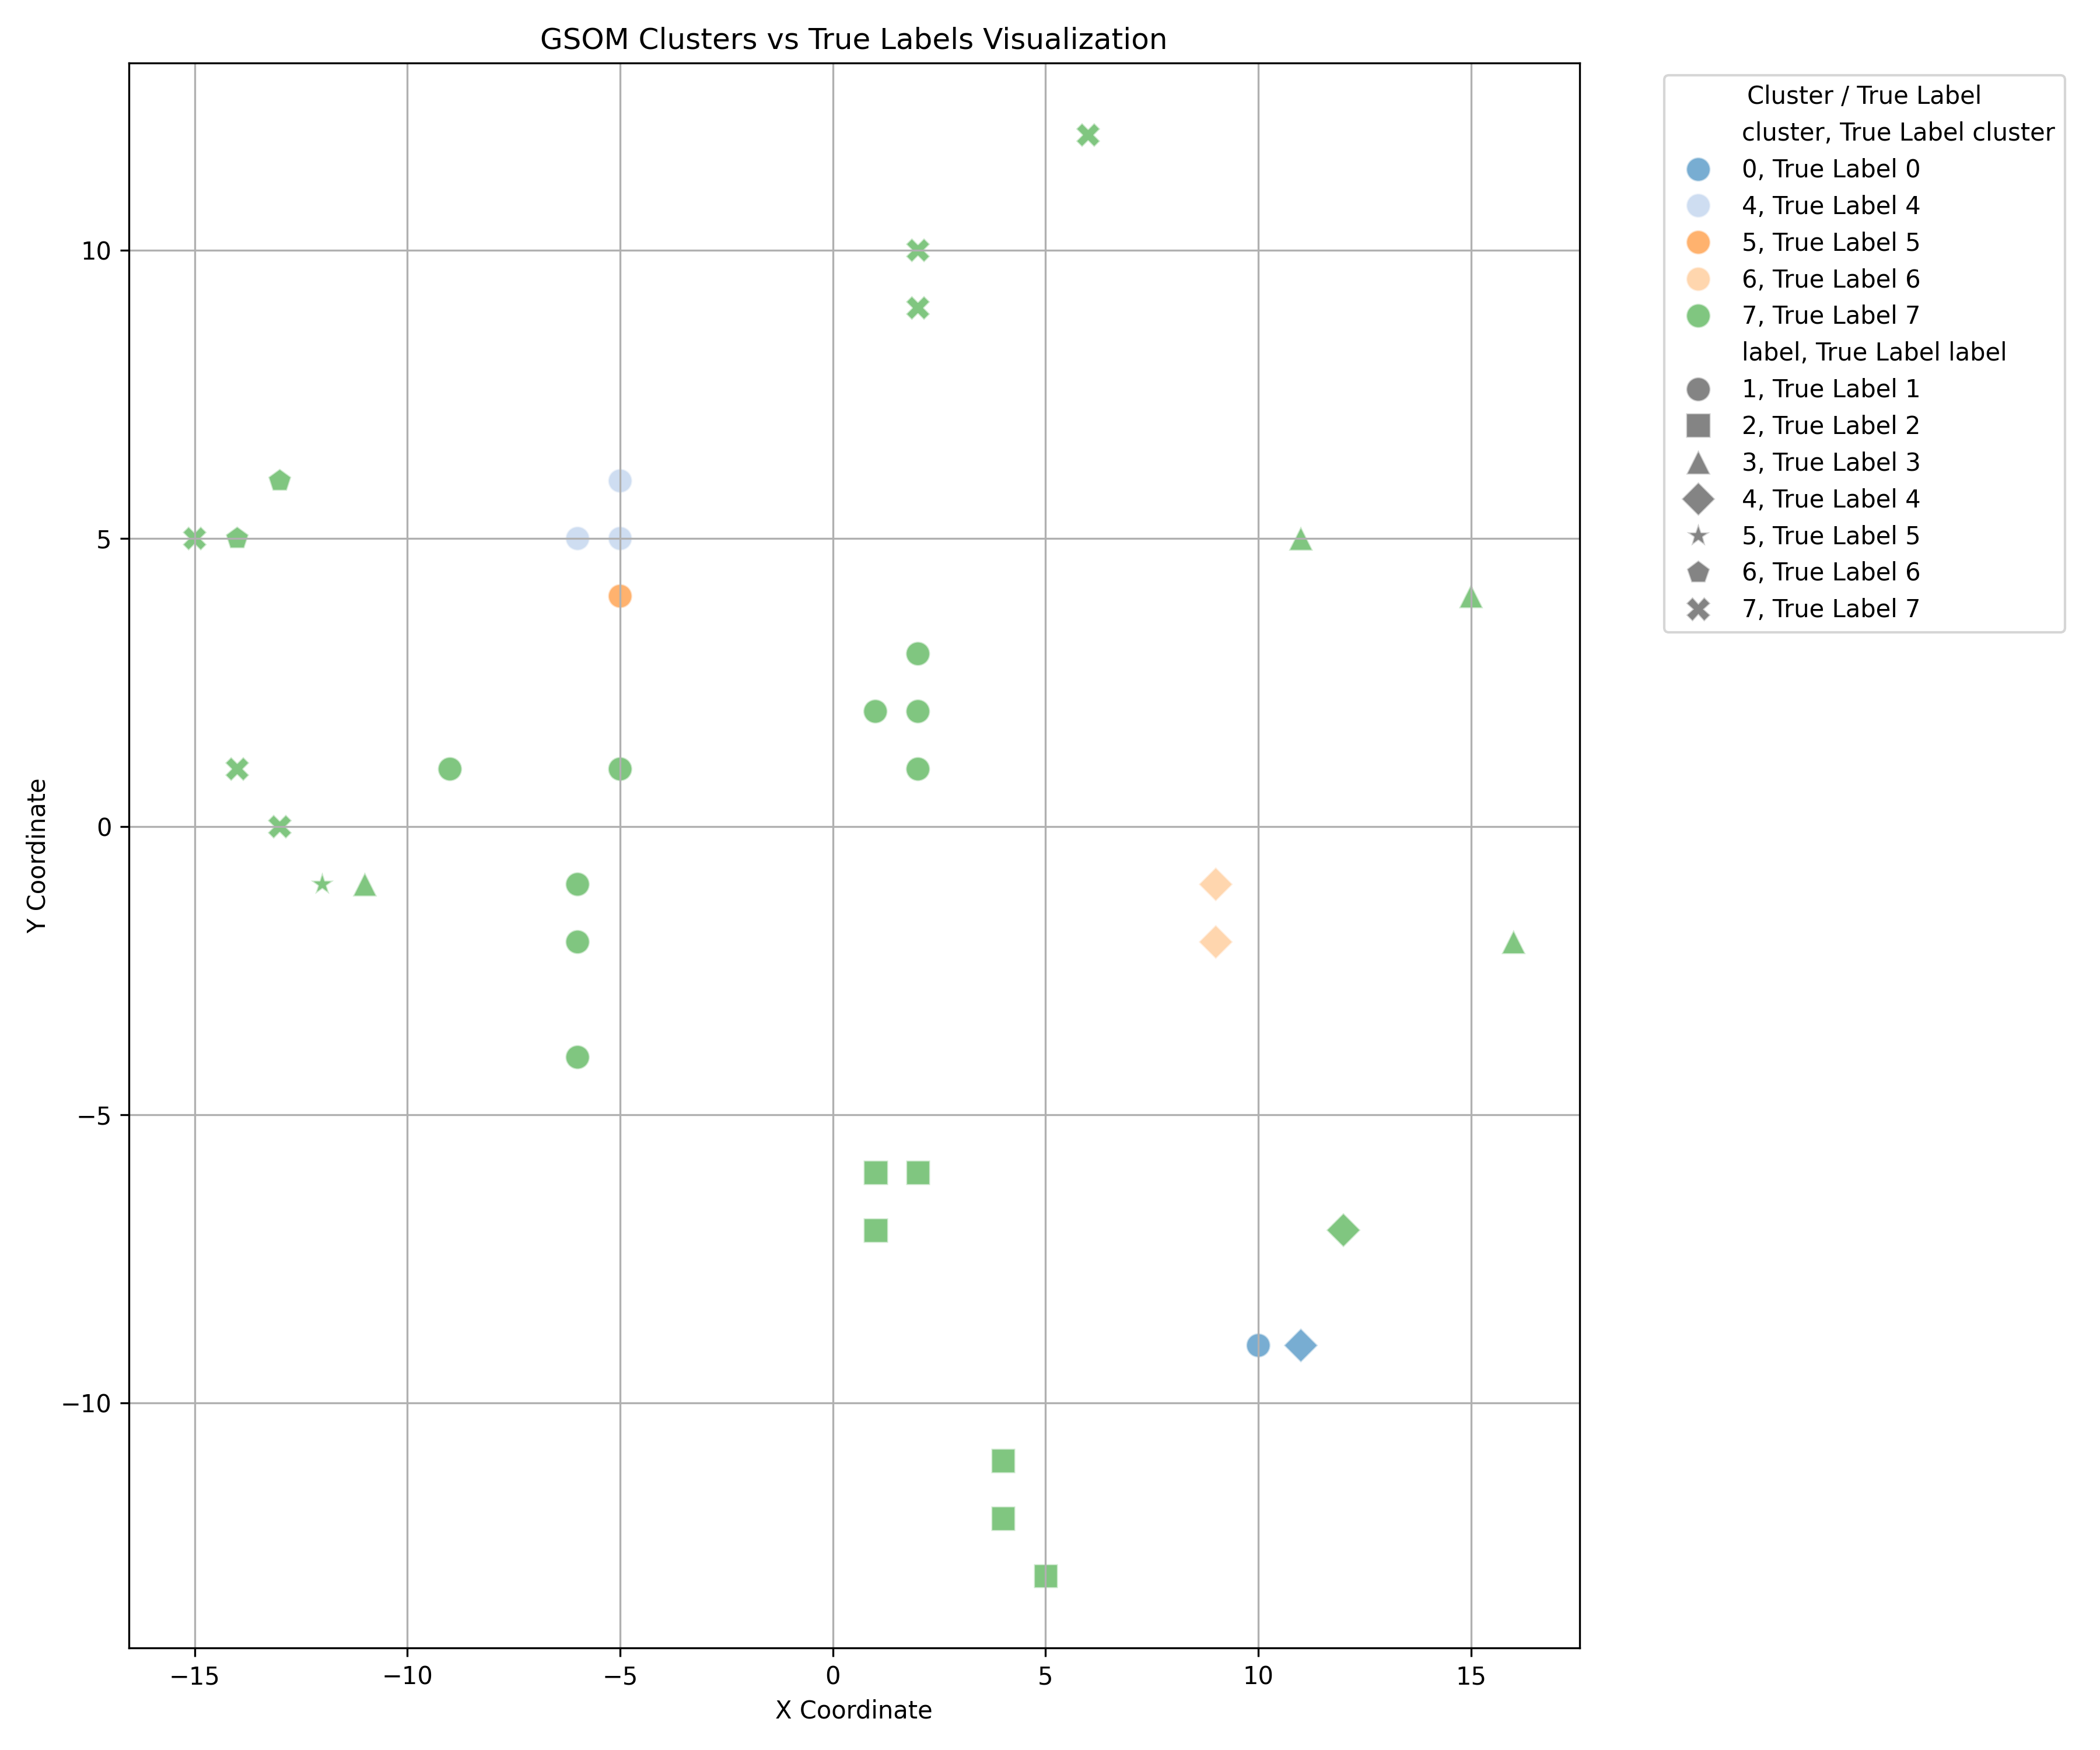 GSOM Clusters vs True Labels Visualization
Cluster / True Label
cluster, True Label cluster
0, True Label 0
4, True Label 4
5, True Label 5
6, True Label 6
7, True Label 7
label, True Label label
1, True Label 1
2, True Label 2
3, True Label 3
4, True Label 4
5, True Label 5
6, True Label 6
7, True Label 7
Y Coordinate
10
5
0
−5
−10
−15 −10 −5 0 5 10 15
X Coordinate